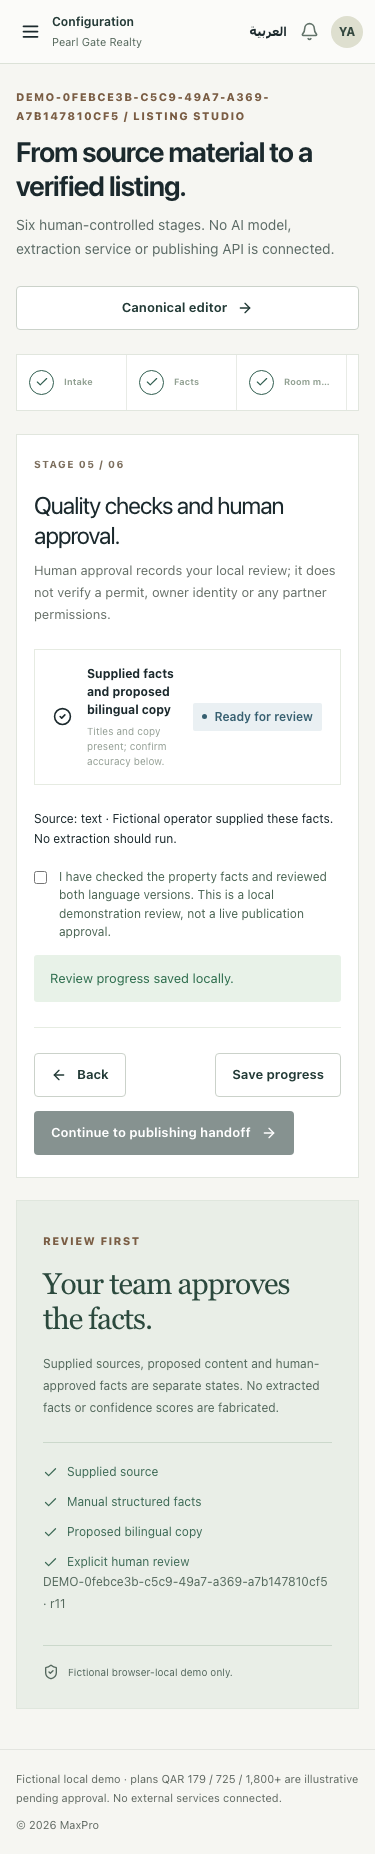 Configuration
Pearl Gate Realty
العربية
YA
DEMO-0FEBCE3B-C5C9-49A7-A369-
A7B147810CF5 / LISTING STUDIO
From source material to a
verified listing.
Six human-controlled stages. No AI model,
extraction service or publishing API is connected.
Canonical editor
Intake
Facts
Room m...
STAGE 05 / 06
Quality checks and human
approval.
Human approval records your local review; it does
not verify a permit, owner identity or any partner
permissions.
Supplied facts
and proposed
bilingual copy
Titles and copy
present; confirm
accuracy below.
Ready for review
Source: text · Fictional operator supplied these facts.
No extraction should run.
I have checked the property facts and reviewed
both language versions. This is a local
demonstration review, not a live publication
approval.
Review progress saved locally.
Back
Save progress
Continue to publishing handoff
REVIEW FIRST
Your team approves
the facts.
Supplied sources, proposed content and human-
approved facts are separate states. No extracted
facts or confidence scores are fabricated.
Supplied source
Manual structured facts
Proposed bilingual copy
Explicit human review
DEMO-0febce3b-c5c9-49a7-a369-a7b147810cf5
· r11
Fictional browser-local demo only.
Fictional local demo · plans QAR 179 / 725 / 1,800+ are illustrative
pending approval. No external services connected.
© 2026 MaxPro